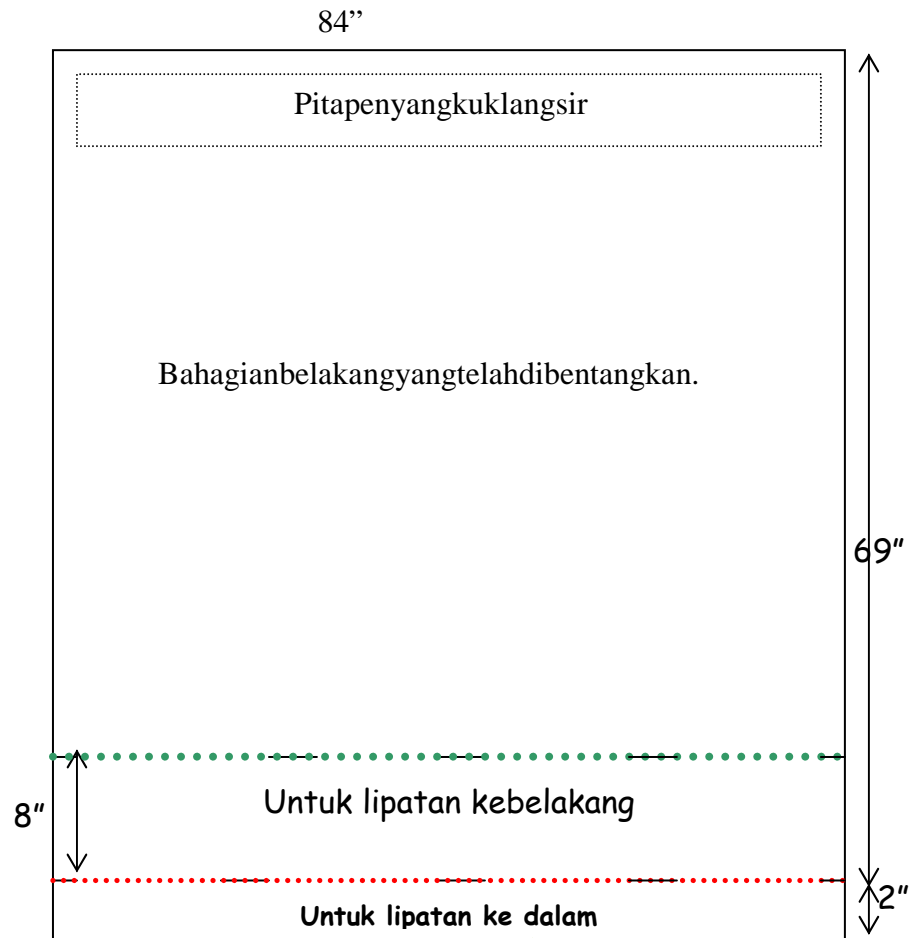 84”
Pitapenyangkuklangsir
Bahagianbelakangyangtelahdibentangkan.
69”
8”
Untuk lipatan kebelakang
2”
Untuk lipatan ke dalam